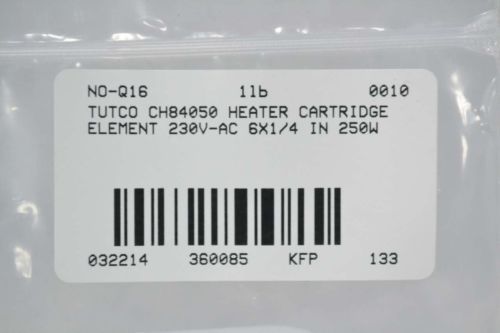 NO-Q16 1lb 0010
TUTCO CH84050 HEATER CARTRIDGE
ELEMENT 230V-AC 6X1/4 IN 250W
032214 360085 KFP 133